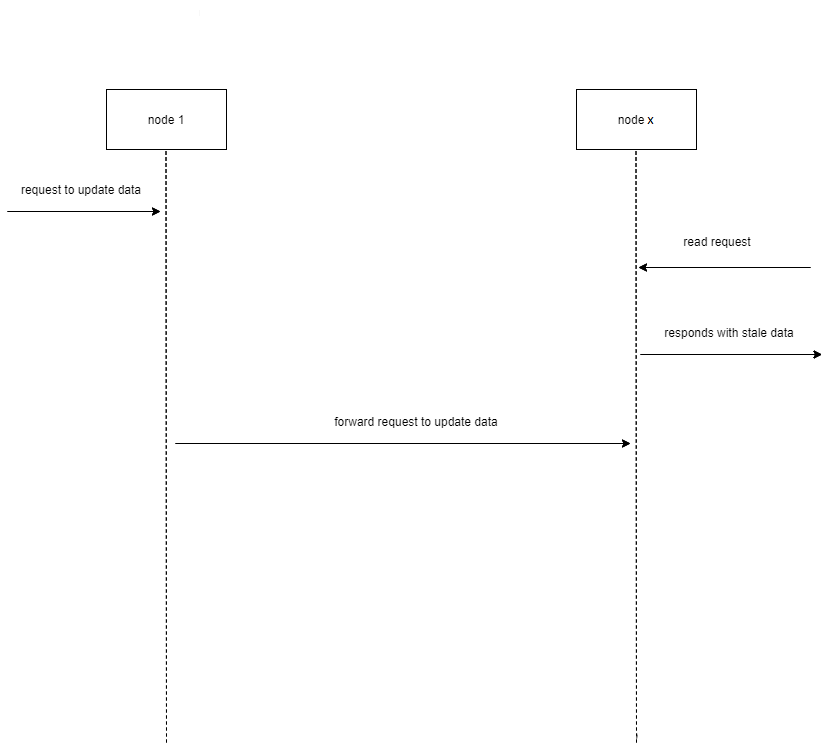 node 1
node x
request to update data
read request
responds with stale data
forward request to update data